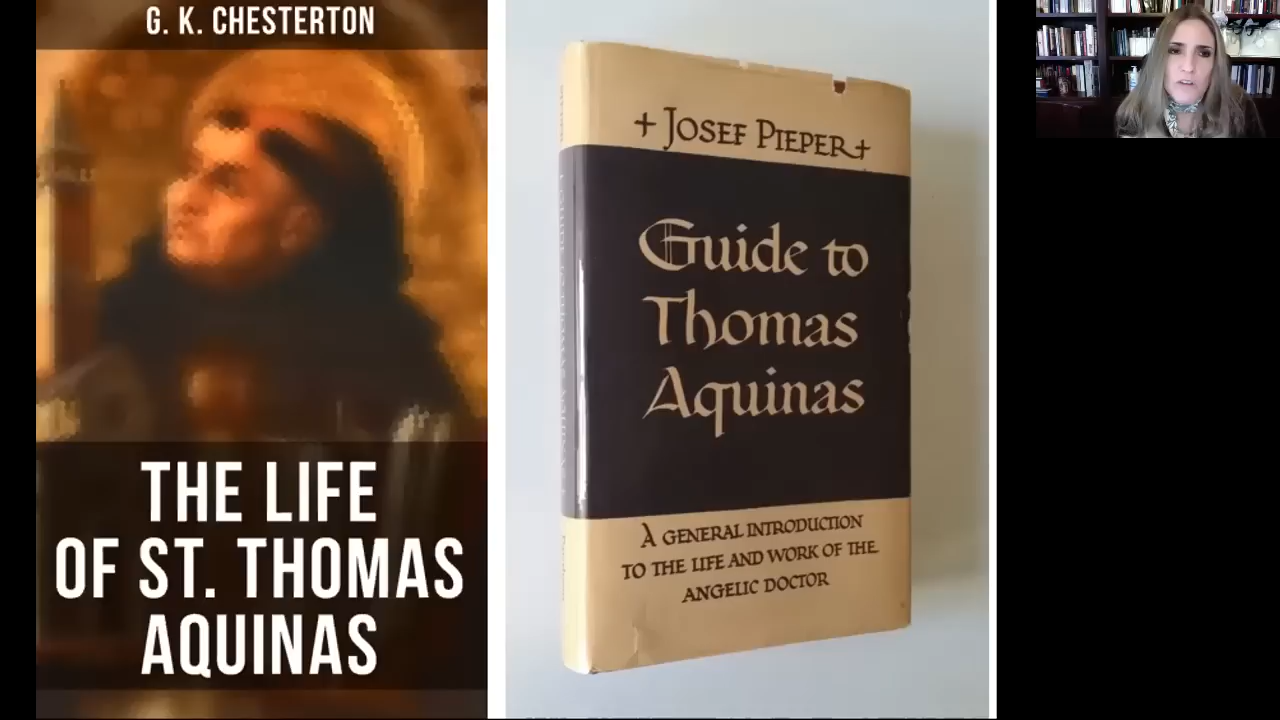 G. K. CHESTERTON
THE LIFE
OF ST. THOMAS
AQUINAS
+ JOSEF PIEPER +
Guide to
Thomas
Aquinas
A GENERAL INTRODUCTION
TO THE LIFE AND WORK OF THE
ANGELIC DOCTOR